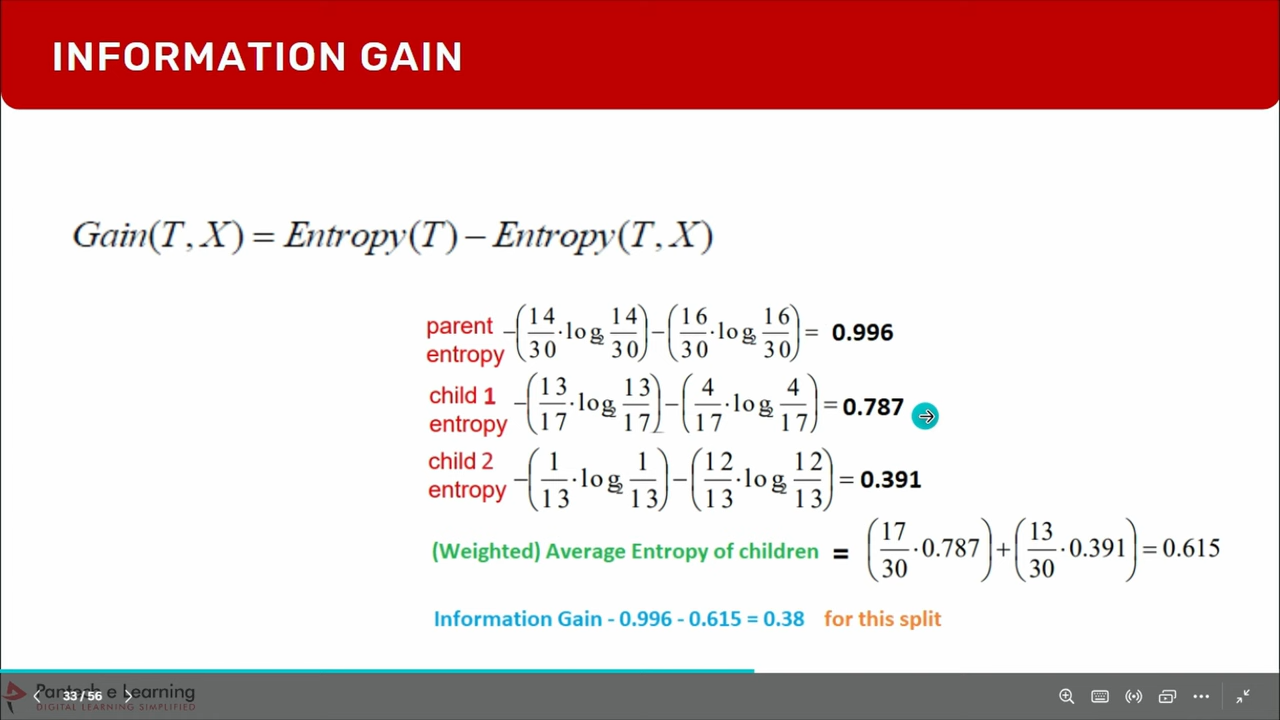 INFORMATION GAIN
Gain(T, X) = Entropy(T) − Entropy(T, X)
parent entropy −(14/30 · log₂ 14/30) − (16/30 · log₂ 16/30) = 0.996
child 1 entropy −(13/17 · log₂ 13/17) − (4/17 · log₂ 4/17) = 0.787
child 2 entropy −(1/13 · log₂ 1/13) − (12/13 · log₂ 12/13) = 0.391
(Weighted) Average Entropy of children = (17/30 · 0.787) + (13/30 · 0.391) = 0.615
Information Gain - 0.996 - 0.615 = 0.38 for this split
Pantech e Learning
DIGITAL LEARNING SIMPLIFIED
33 / 56